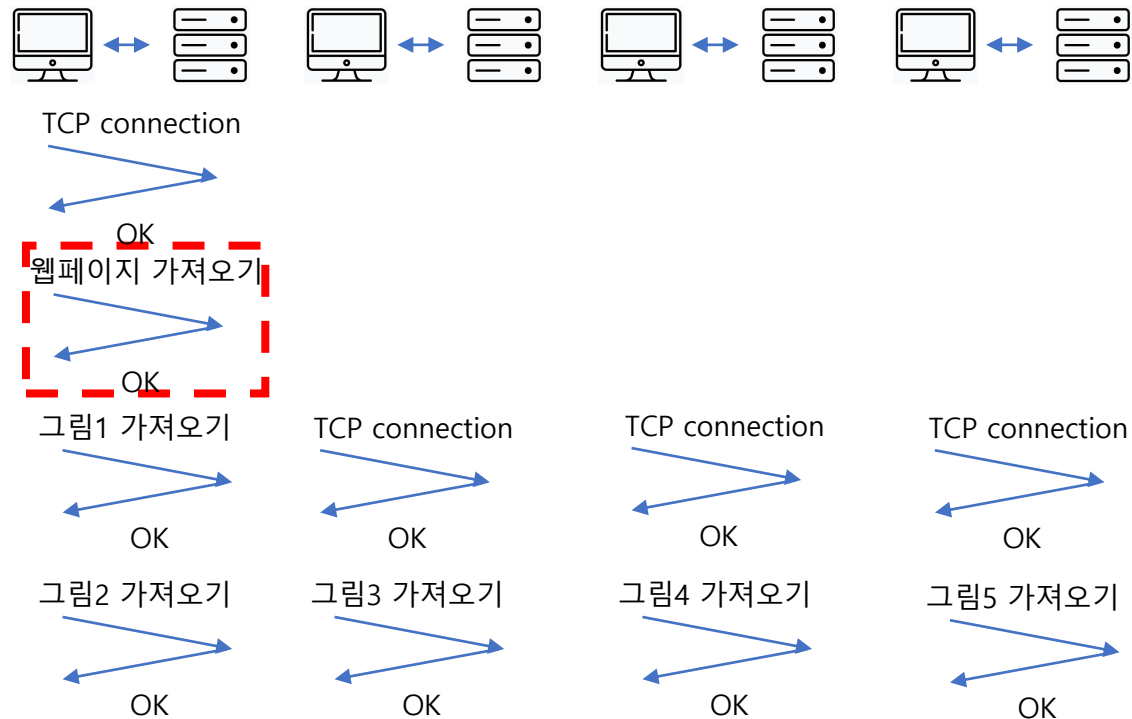 TCP connection
OK
웹페이지 가져오기
OK
그림1 가져오기
TCP connection
TCP connection
TCP connection
OK
OK
OK
OK
그림2 가져오기
그림3 가져오기
그림4 가져오기
그림5 가져오기
OK
OK
OK
OK